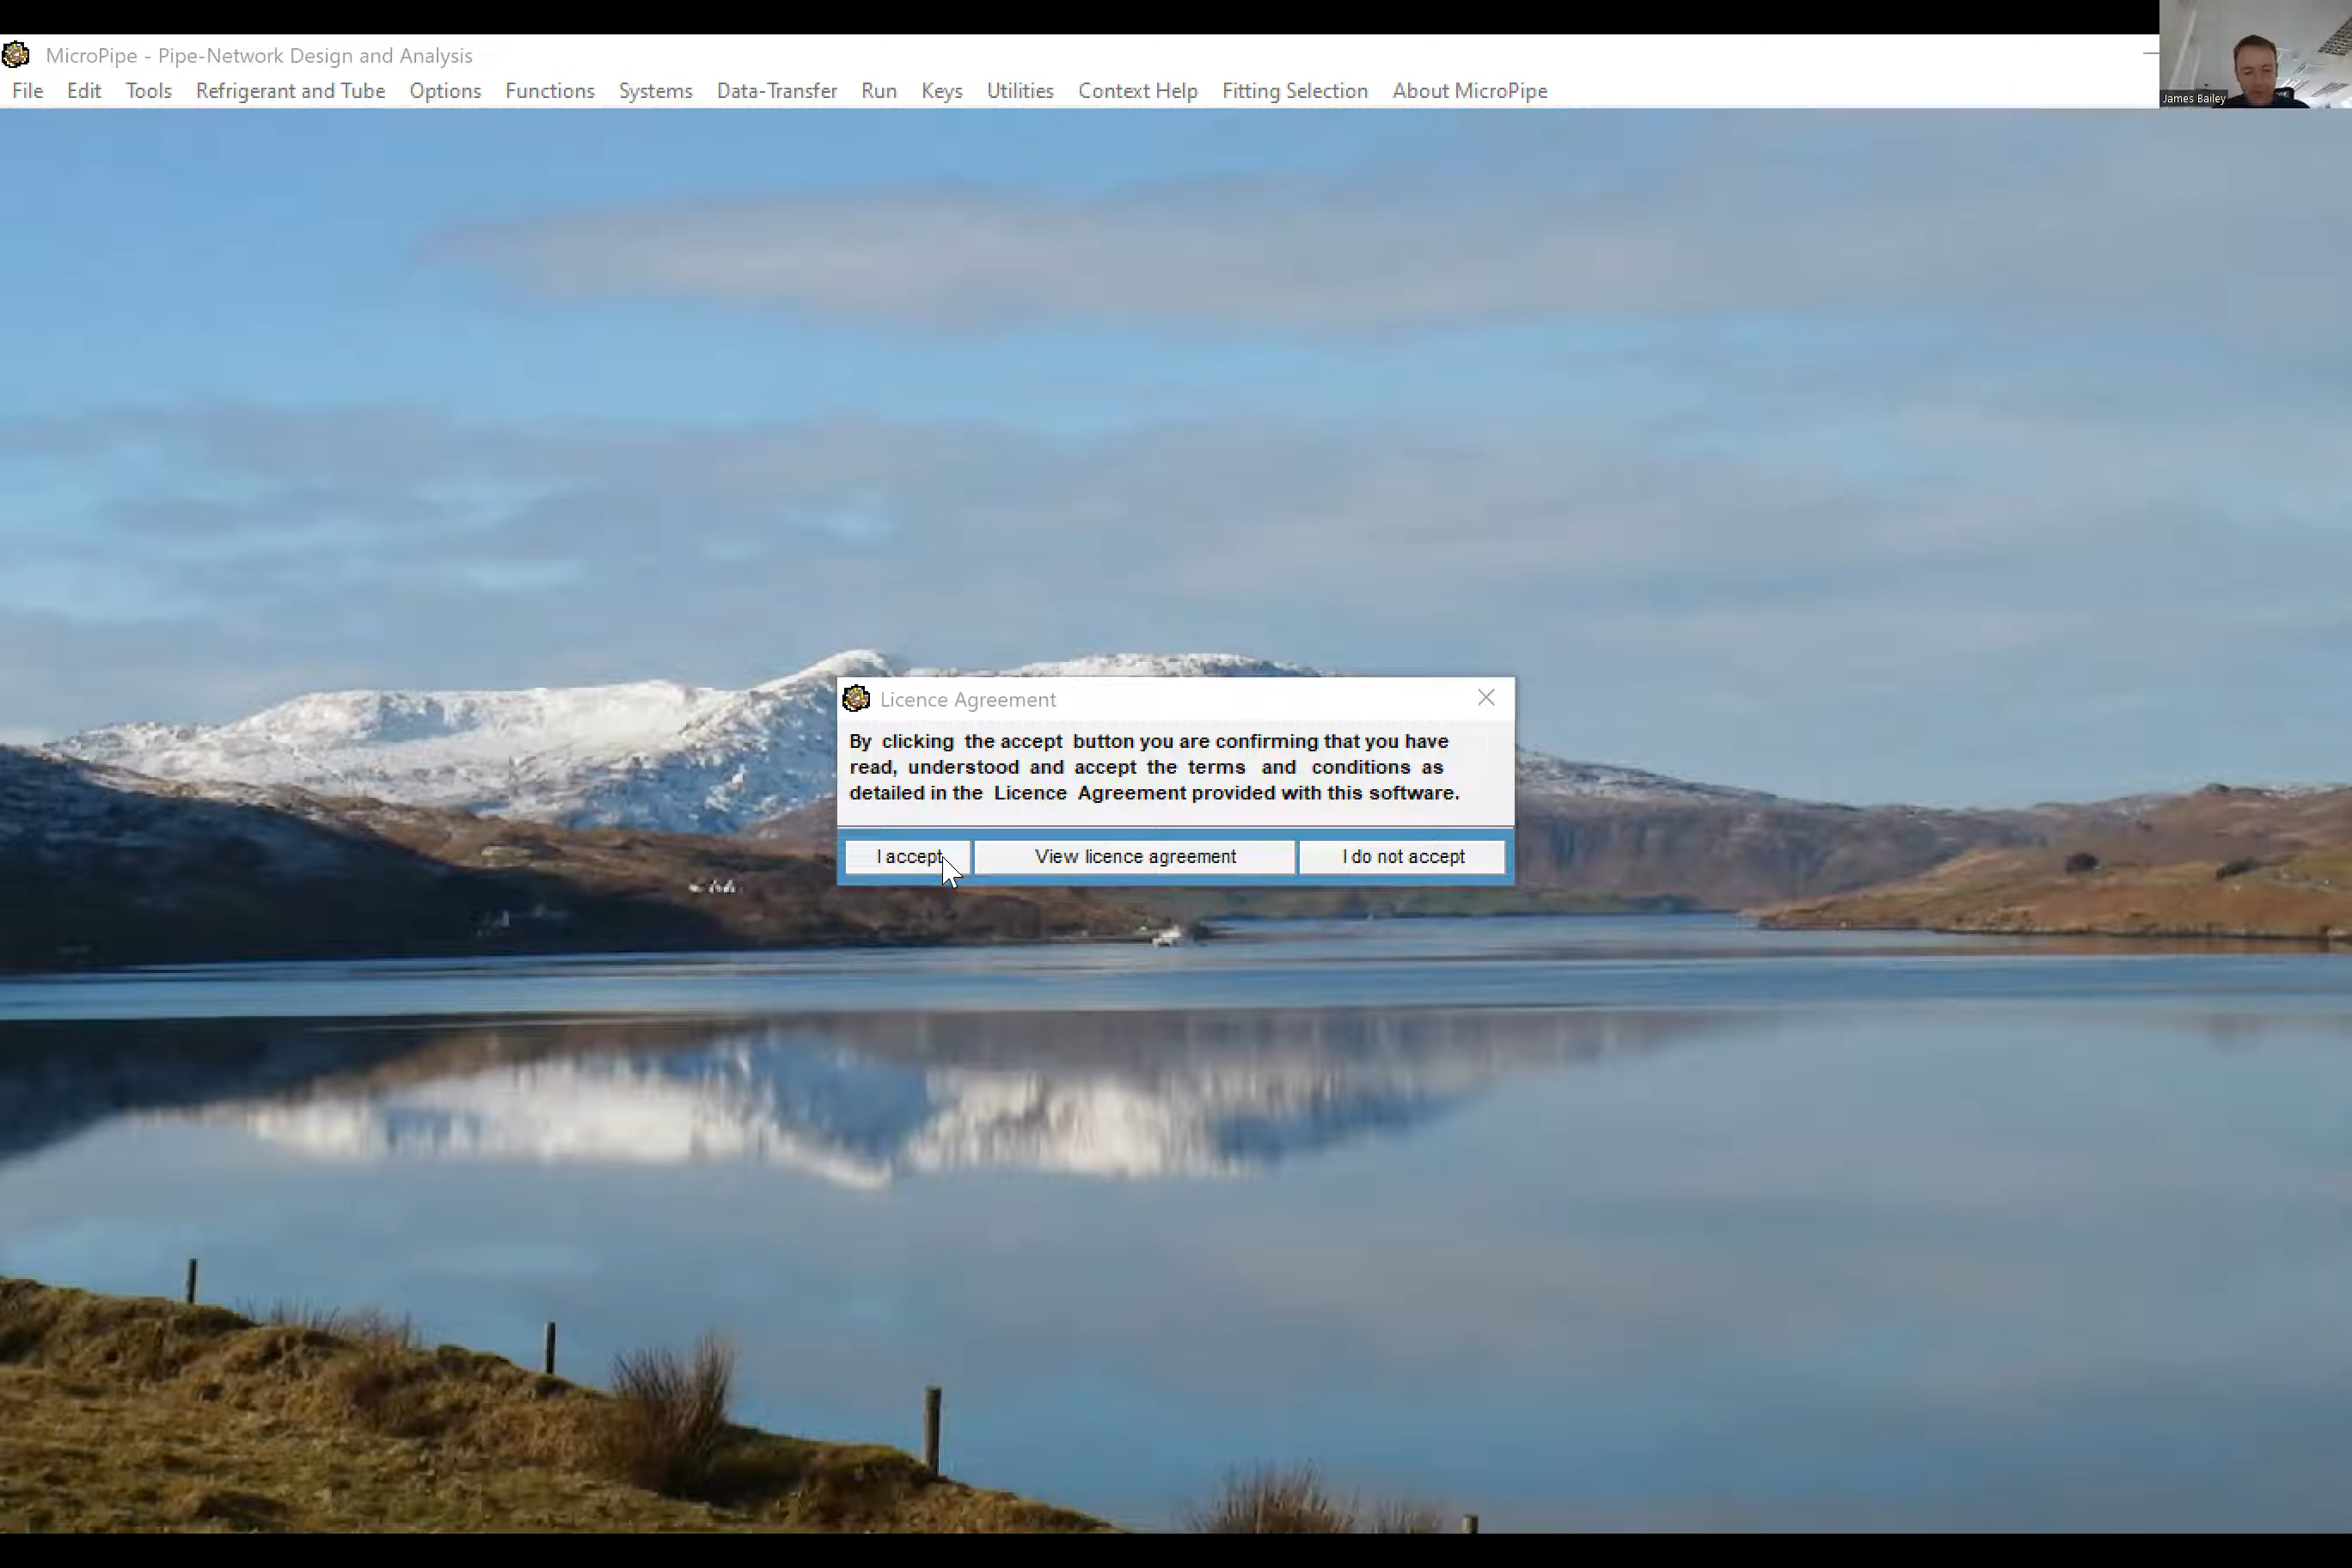 MicroPipe - Pipe-Network Design and Analysis
File Edit Tools Refrigerant and Tube Options Functions Systems Data-Transfer Run Keys Utilities Context Help Fitting Selection About MicroPipe
James Bailey
Licence Agreement
By clicking the accept button you are confirming that you have
read, understood and accept the terms and conditions as
detailed in the Licence Agreement provided with this software.
I accept View licence agreement I do not accept